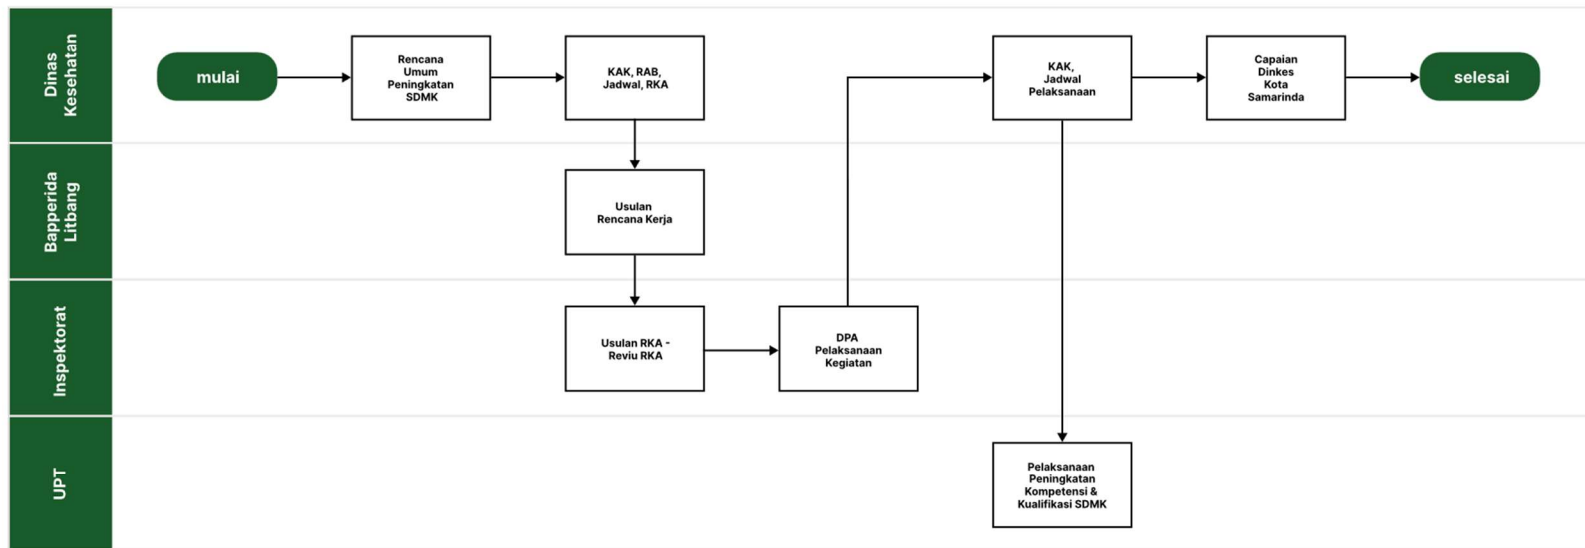 Dinas
Kesehatan
mulai
Rencana
Umum
Peningkatan
SDMK
KAK, RAB,
Jadwal, RKA
KAK,
Jadwal
Pelaksanaan
Capaian
Dinkes
Kota
Samarinda
selesai
Bapperida
Litbang
Usulan
Rencana Kerja
Inspektorat
Usulan RKA -
Reviu RKA
DPA
Pelaksanaan
Kegiatan
UPT
Pelaksanaan
Peningkatan
Kompetensi &
Kualifikasi SDMK